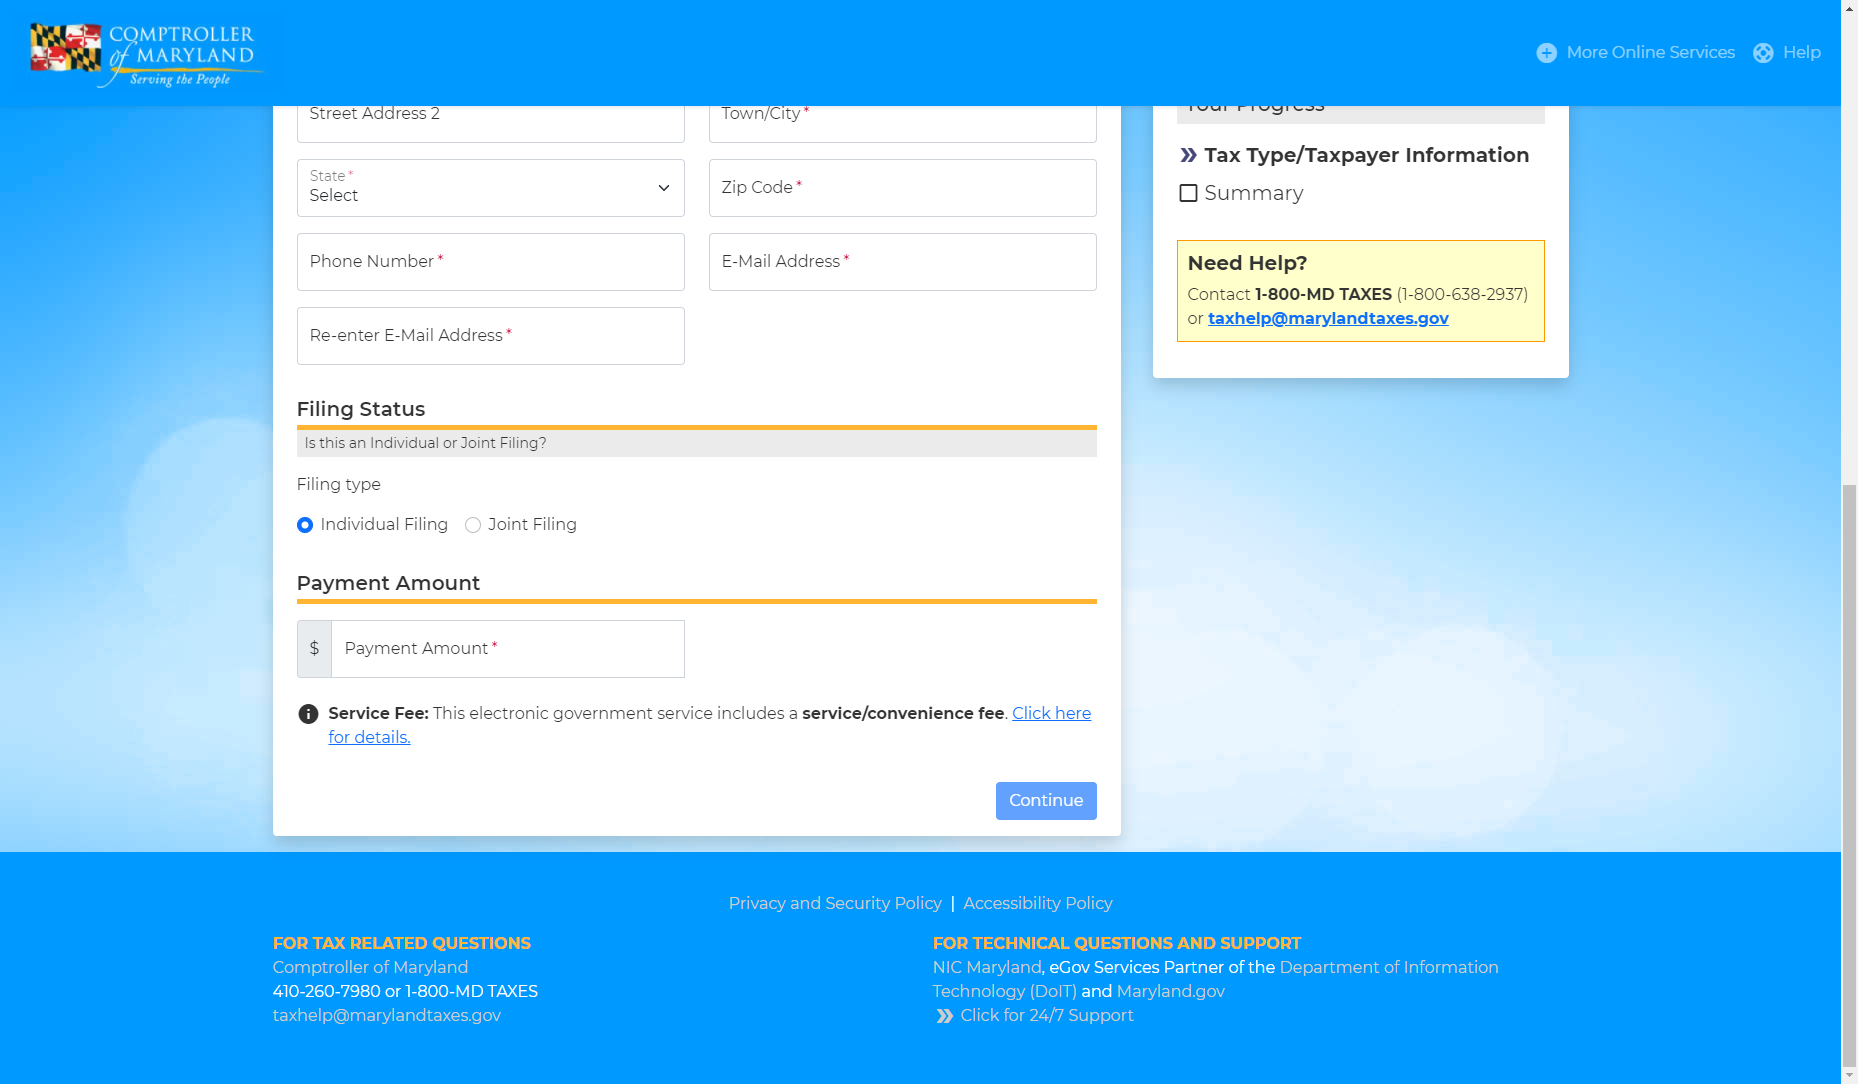 COMPTROLLER
of MARYLAND
Serving the People
More Online Services
Help
Street Address 2
Town/City*
Your Progress
State*
Select
Zip Code*
Phone Number*
E-Mail Address*
Re-enter E-Mail Address*
Tax Type/Taxpayer Information
Summary
Need Help?
Contact 1-800-MD TAXES (1-800-638-2937)
or taxhelp@marylandtaxes.gov
Filing Status
Is this an Individual or Joint Filing?
Filing type
Individual Filing
Joint Filing
Payment Amount
$ Payment Amount*
Service Fee: This electronic government service includes a service/convenience fee. Click here
for details.
Continue
Privacy and Security Policy | Accessibility Policy
FOR TAX RELATED QUESTIONS
Comptroller of Maryland
410-260-7980 or 1-800-MD TAXES
taxhelp@marylandtaxes.gov
FOR TECHNICAL QUESTIONS AND SUPPORT
NIC Maryland, eGov Services Partner of the Department of Information
Technology (DoIT) and Maryland.gov
Click for 24/7 Support